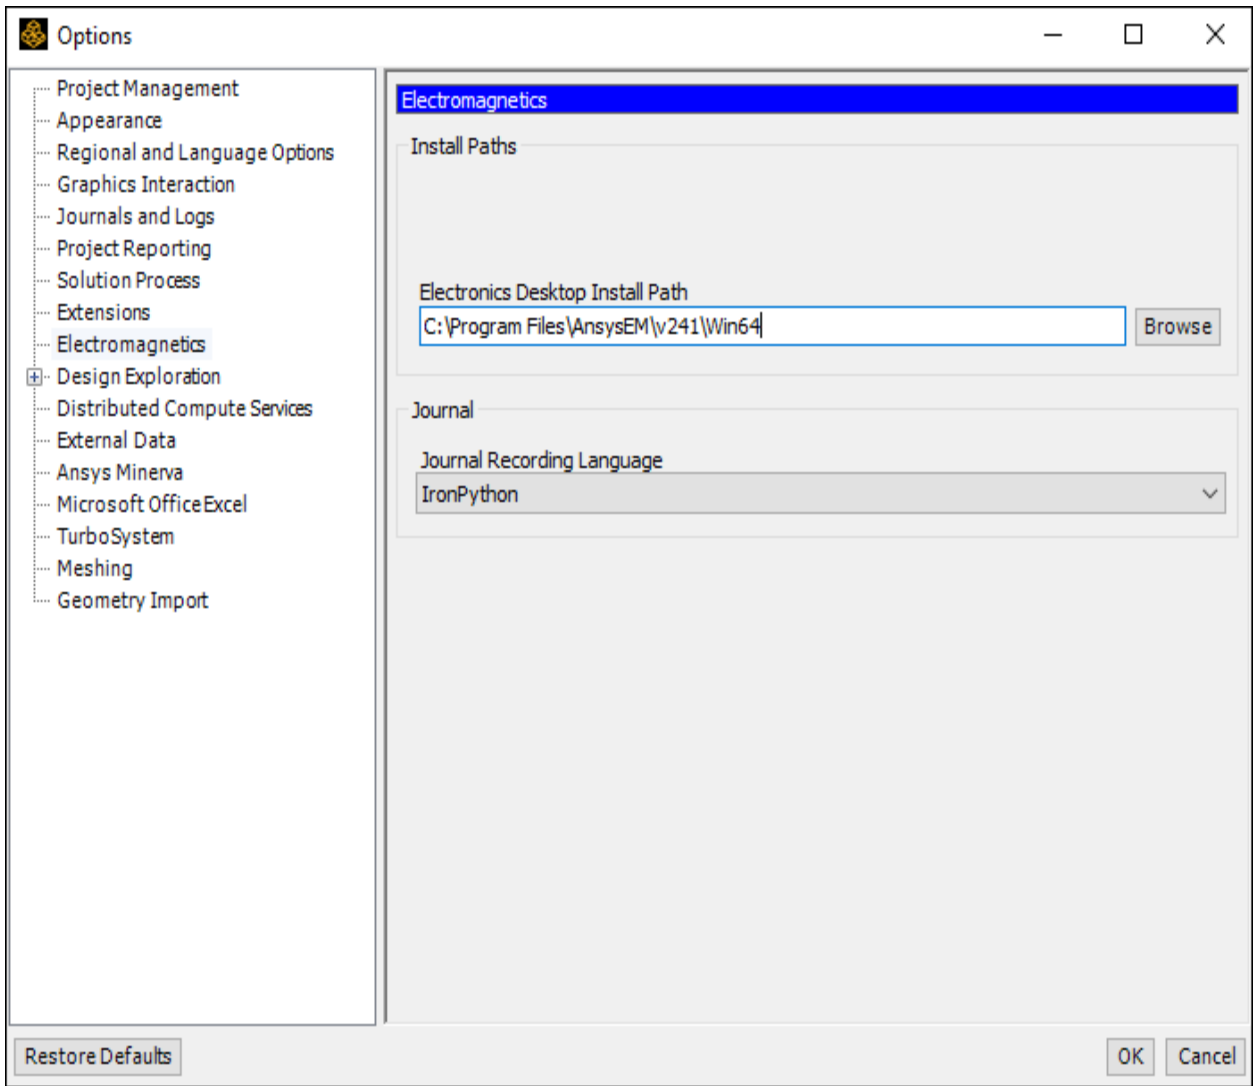 Options
Project Management
Appearance
Regional and Language Options
Graphics Interaction
Journals and Logs
Project Reporting
Solution Process
Extensions
Electromagnetics
Design Exploration
Distributed Compute Services
External Data
Ansys Minerva
Microsoft Office Excel
TurboSystem
Meshing
Geometry Import
Electromagnetics
Install Paths
Electronics Desktop Install Path
C:\Program Files\AnsysEM\v241\Win64
Browse
Journal
Journal Recording Language
IronPython
Restore Defaults
OK
Cancel